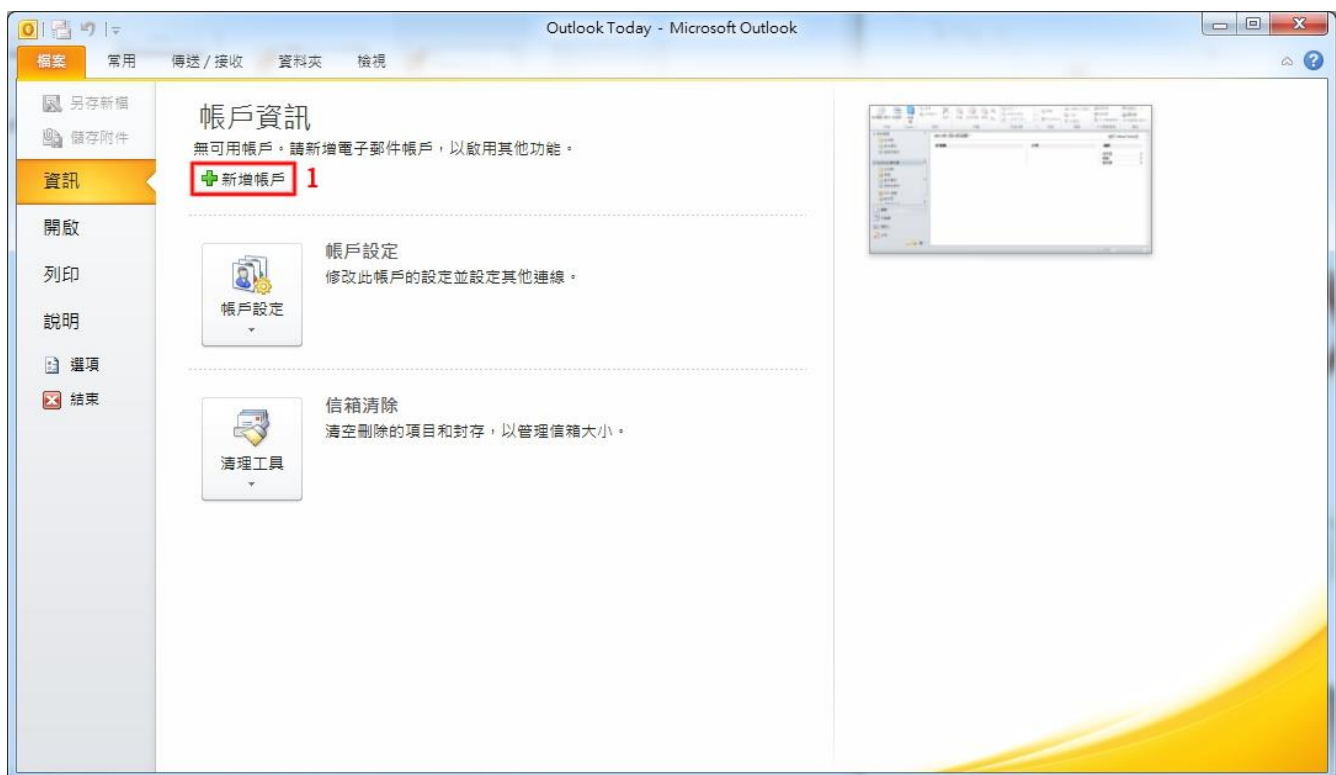 Outlook Today - Microsoft Outlook
檔案 常用 傳送/接收 資料夾 檢視
另存新檔
儲存附件
資訊
開啟
列印
說明
選項
結束
帳戶資訊
無可用帳戶。請新增電子郵件帳戶，以啟用其他功能。
新增帳戶 1
帳戶設定
修改此帳戶的設定並設定其他連線。
帳戶設定
信箱清除
清空刪除的項目和封存，以管理信箱大小。
清理工具